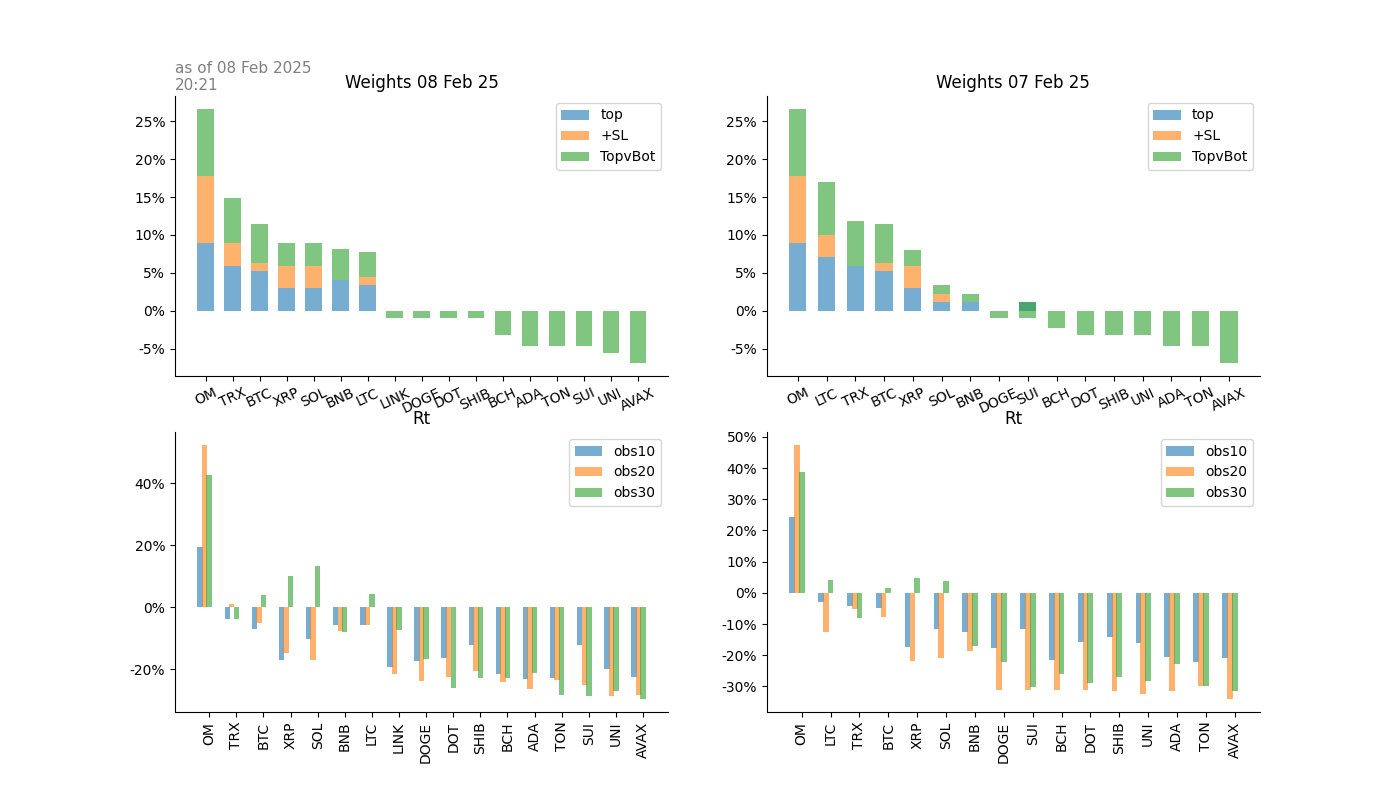 as of 08 Feb 2025
20:21
Weights 08 Feb 25
25%
20%
15%
10%
5%
0%
-5%
top
+SL
TopvBot
OM TRX BTC XRP SOL BNB LTC LINK DOGE DOT SHIB BCH ADA TON SUI UNI AVAX
Weights 07 Feb 25
25%
20%
15%
10%
5%
0%
-5%
top
+SL
TopvBot
OM LTC TRX BTC XRP SOL BNB DOGE SUI BCH DOT SHIB UNI ADA TON AVAX
Rt
40%
20%
0%
-20%
obs10
obs20
obs30
OM TRX BTC XRP SOL BNB LTC LINK DOGE DOT SHIB BCH ADA TON SUI UNI AVAX
Rt
50%
40%
30%
20%
10%
0%
-10%
-20%
-30%
obs10
obs20
obs30
OM LTC TRX BTC XRP SOL BNB DOGE SUI BCH DOT SHIB UNI ADA TON AVAX